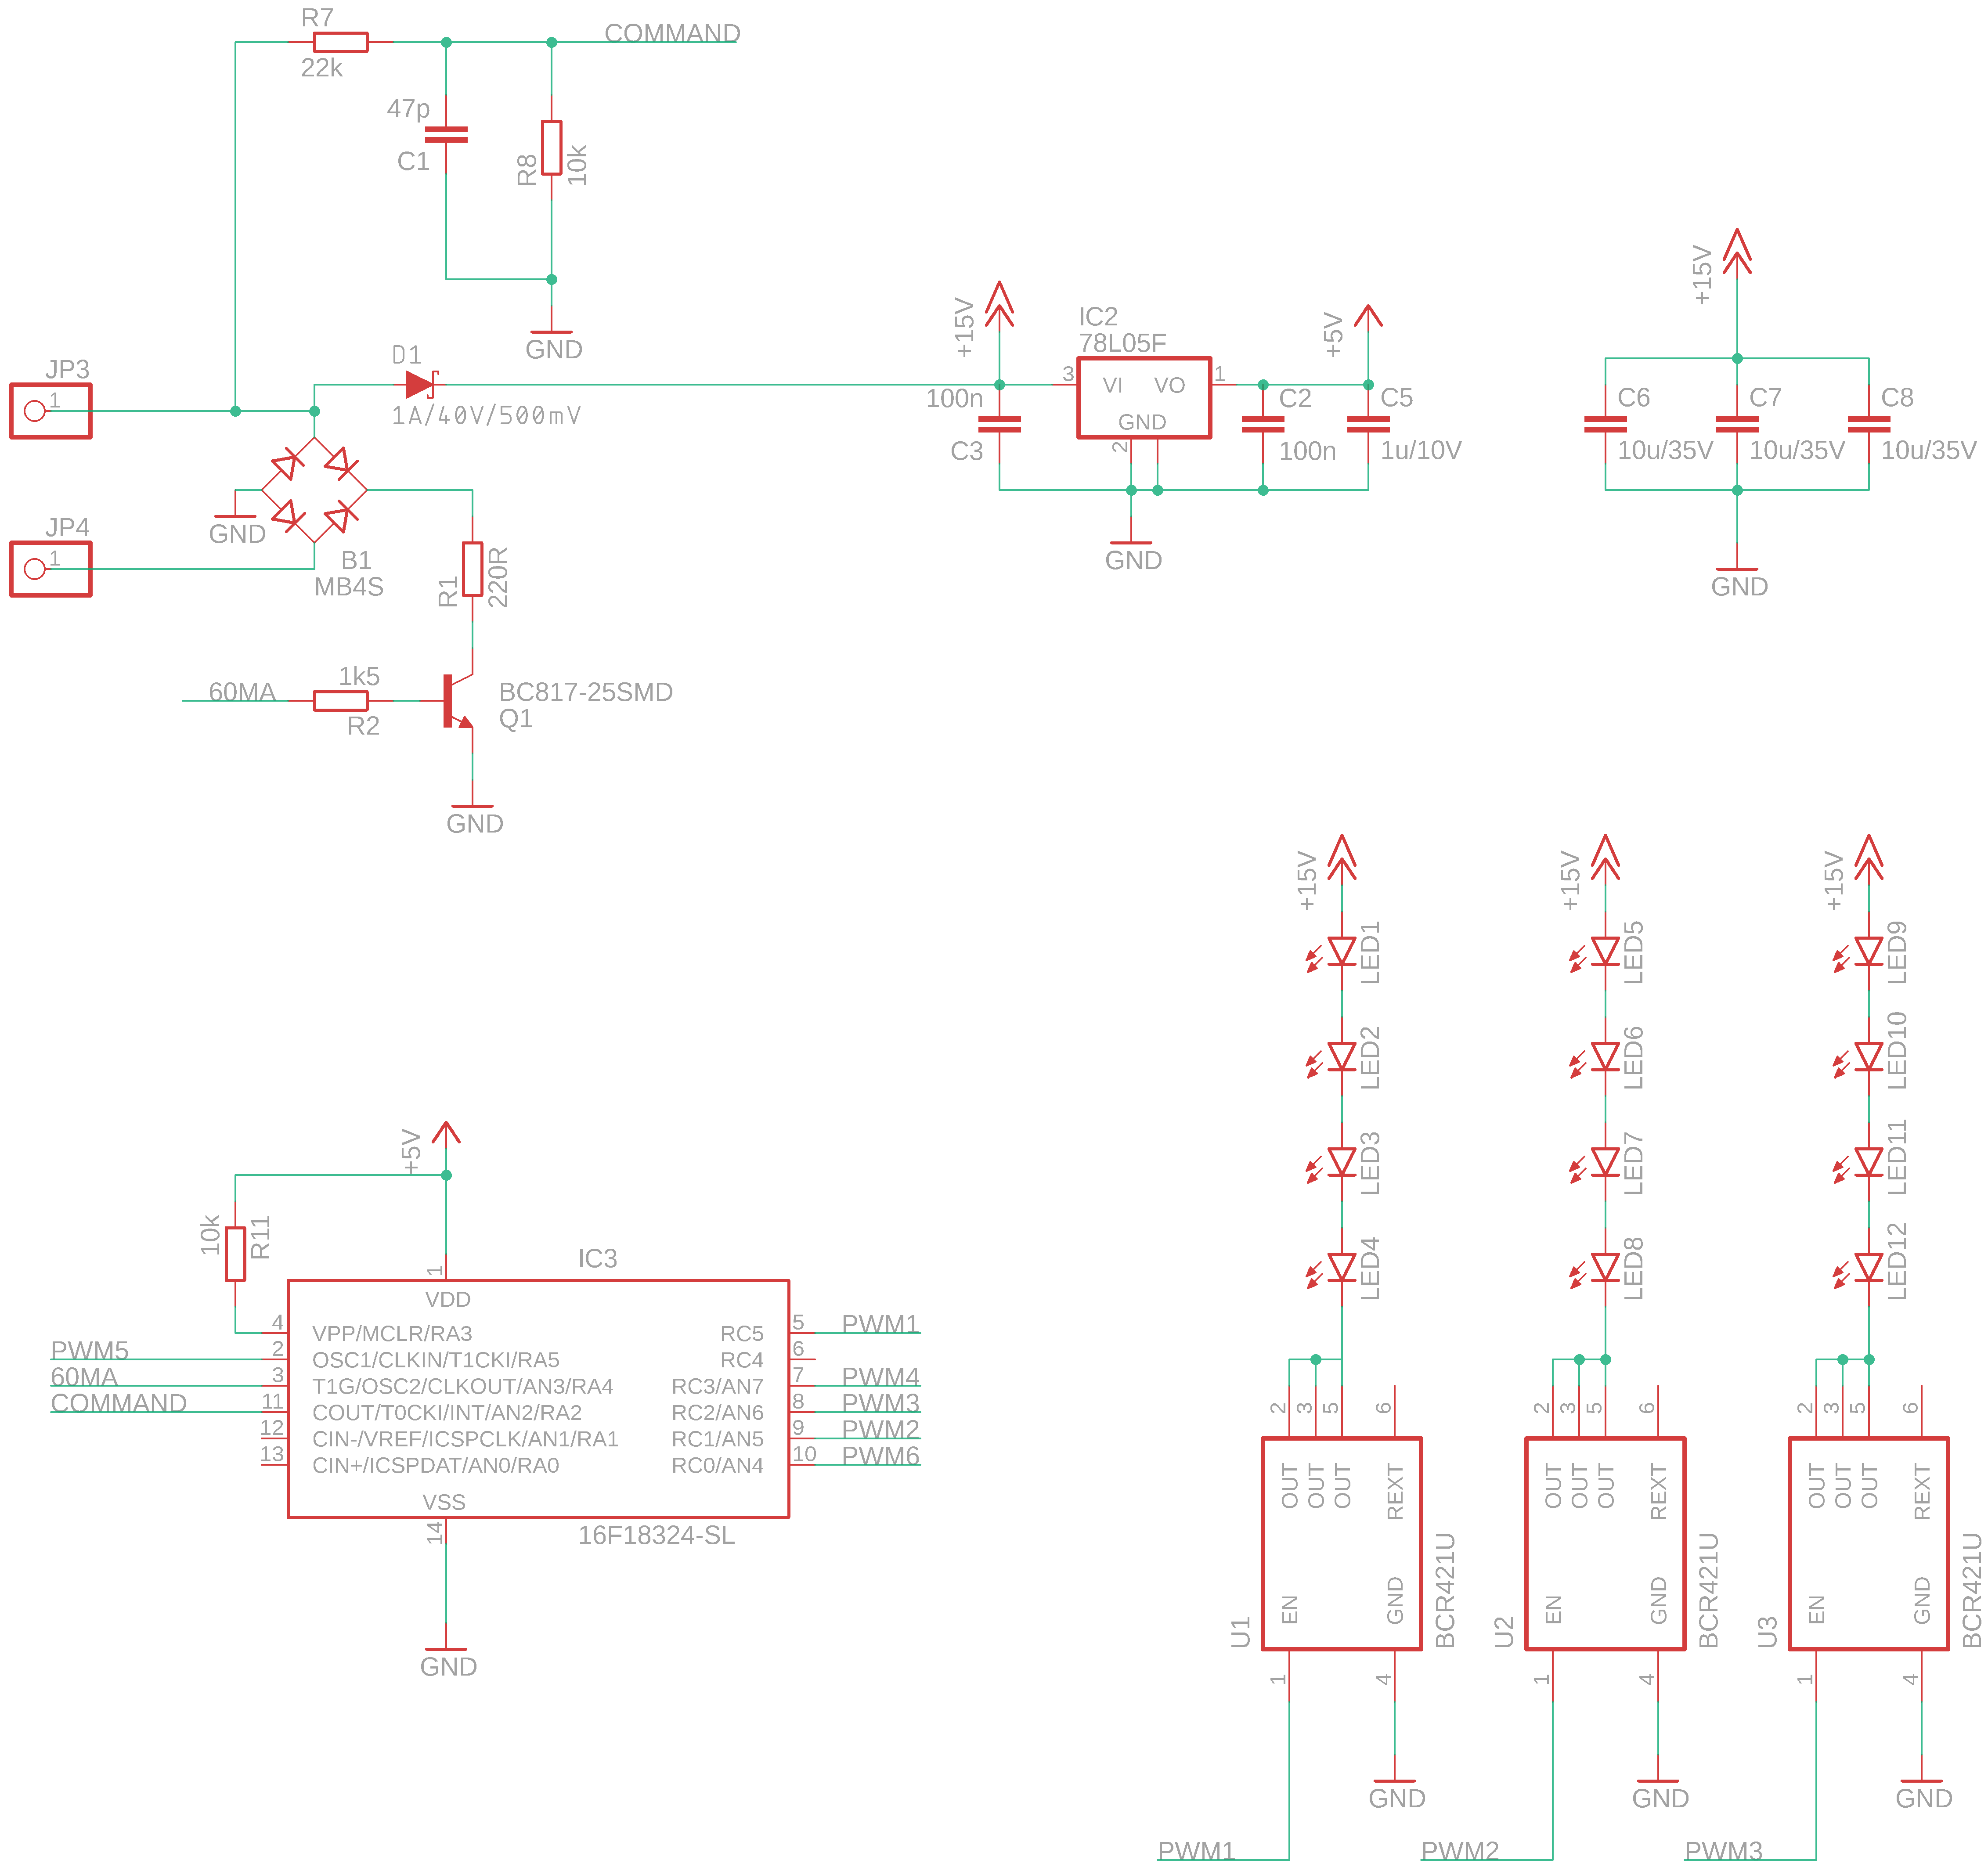 R7
22k
COMMAND
47p
C1
R8
10k
GND
JP3
1
D1
1A/40V/500mV
GND
JP4
1
B1
MB4S
R1
220R
60MA
1k5
R2
BC817-25SMD
Q1
GND
+15V
IC2
78L05F
3
VI
VO
1
GND
2
100n
C3
+5V
C2
100n
C5
1u/10V
GND
+15V
C6
10u/35V
C7
10u/35V
C8
10u/35V
GND
+5V
10k
R11
IC3
1
VDD
4
VPP/MCLR/RA3
RC5
5
PWM1
PWM5
2
OSC1/CLKIN/T1CKI/RA5
RC4
6
60MA
3
T1G/OSC2/CLKOUT/AN3/RA4
RC3/AN7
7
PWM4
COMMAND
11
COUT/T0CKI/INT/AN2/RA2
RC2/AN6
8
PWM3
12
CIN-/VREF/ICSPCLK/AN1/RA1
RC1/AN5
9
PWM2
13
CIN+/ICSPDAT/AN0/RA0
RC0/AN4
10
PWM6
VSS
14
16F18324-SL
GND
+15V
LED1
LED2
LED3
LED4
2
3
5
6
OUT
OUT
OUT
REXT
EN
GND
U1
BCR421U
1
4
GND
PWM1
+15V
LED5
LED6
LED7
LED8
2
3
5
6
OUT
OUT
OUT
REXT
EN
GND
U2
BCR421U
1
4
GND
PWM2
+15V
LED9
LED10
LED11
LED12
2
3
5
6
OUT
OUT
OUT
REXT
EN
GND
U3
BCR421U
1
4
GND
PWM3